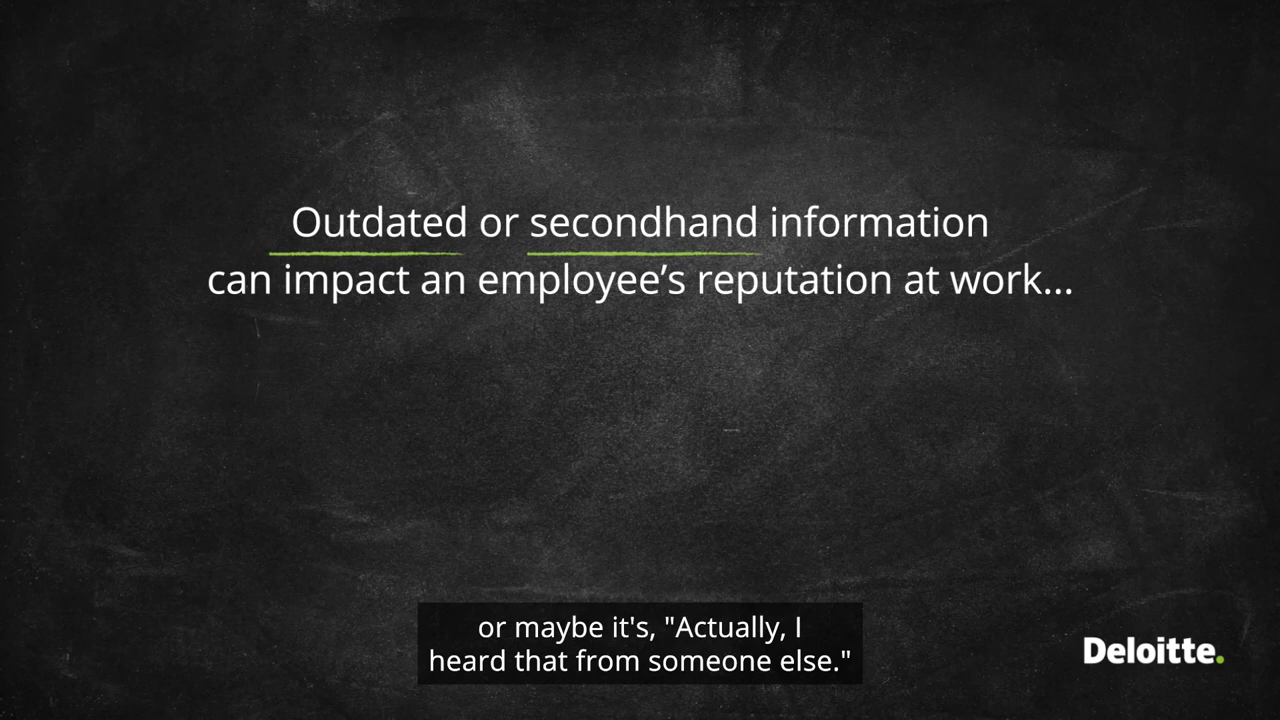 Outdated or secondhand information
can impact an employee’s reputation at work...
or maybe it's, "Actually, I
heard that from someone else."
Deloitte.